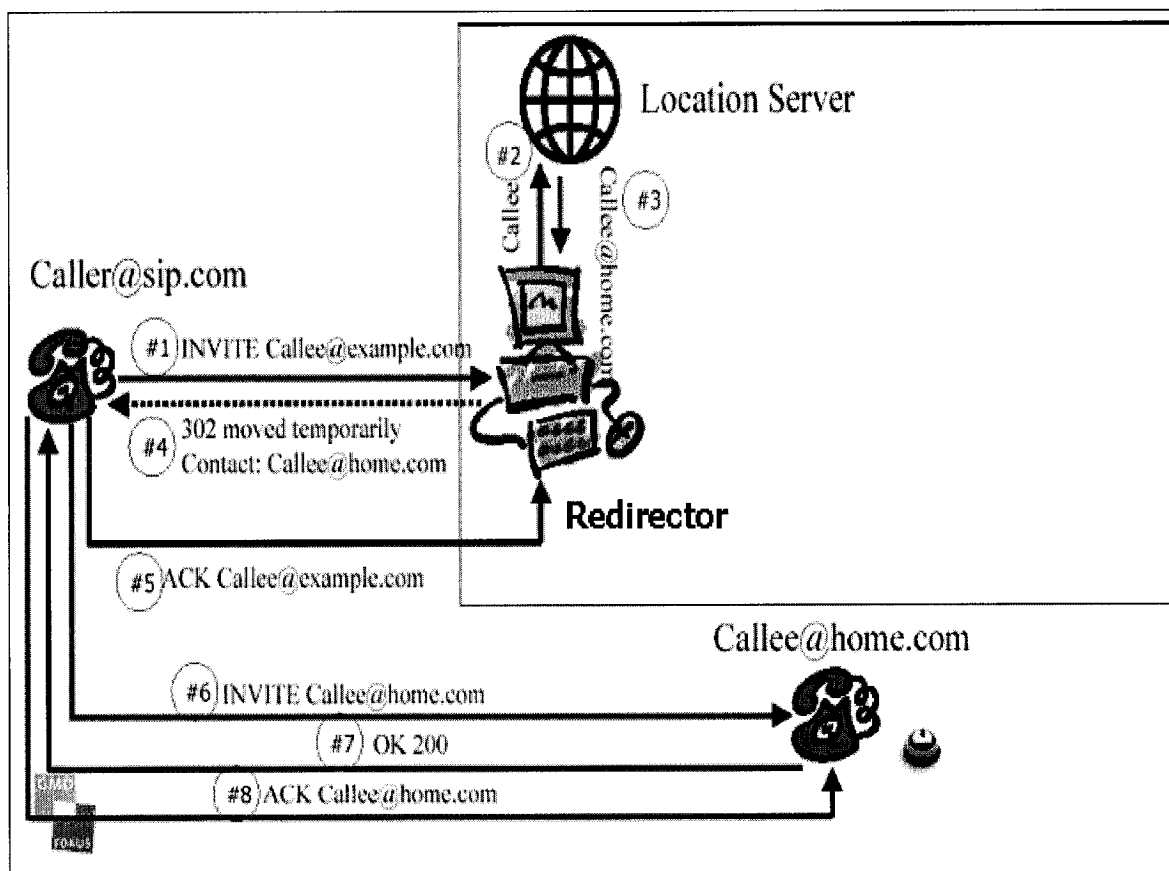 Location Server
#2
Callee
#3
Callee@home.com
Caller@sip.com
#1 INVITE Callee@example.com
#4 302 moved temporarily
Contact: Callee@home.com
Redirector
#5 ACK Callee@example.com
Callee@home.com
#6 INVITE Callee@home.com
#7 OK 200
#8 ACK Callee@home.com
GMD
FOKUS